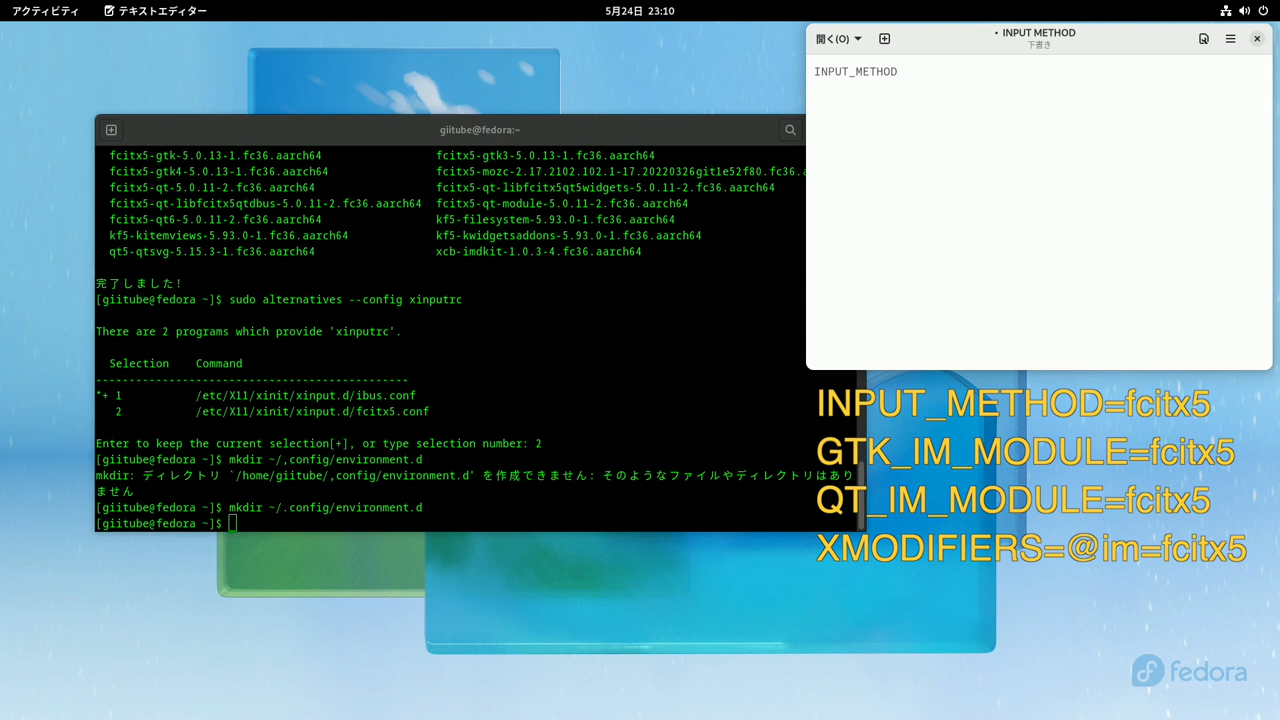 アクティビティ テキストエディター 5月24日 23:10
開く(O) • INPUT METHOD
下書き
INPUT_METHOD
giitube@fedora:~
fcitx5-gtk-5.0.13-1.fc36.aarch64 fcitx5-gtk3-5.0.13-1.fc36.aarch64
fcitx5-gtk4-5.0.13-1.fc36.aarch64 fcitx5-mozc-2.17.2102.102.1-17.20220326git1e52f80.fc36.a
fcitx5-qt-5.0.11-2.fc36.aarch64 fcitx5-qt-libfcitx5qt5widgets-5.0.11-2.fc36.aarch64
fcitx5-qt-libfcitx5qtdbus-5.0.11-2.fc36.aarch64 fcitx5-qt-module-5.0.11-2.fc36.aarch64
fcitx5-qt6-5.0.11-2.fc36.aarch64 kf5-filesystem-5.93.0-1.fc36.aarch64
kf5-kitemviews-5.93.0-1.fc36.aarch64 kf5-kwidgetsaddons-5.93.0-1.fc36.aarch64
qt5-qtsvg-5.15.3-1.fc36.aarch64 xcb-imdkit-1.0.3-4.fc36.aarch64
完了しました!
[giitube@fedora ~]$ sudo alternatives --config xinputrc
There are 2 programs which provide 'xinputrc'.
Selection Command
-----------------------------------------------
*+ 1 /etc/X11/xinit/xinput.d/ibus.conf
2 /etc/X11/xinit/xinput.d/fcitx5.conf
Enter to keep the current selection[+], or type selection number: 2
[giitube@fedora ~]$ mkdir ~/,config/environment.d
mkdir: ディレクトリ `/home/giitube/,config/environment.d' を作成できません: そのようなファイルやディレクトリはあり
ません
[giitube@fedora ~]$ mkdir ~/.config/environment.d
[giitube@fedora ~]$
INPUT_METHOD=fcitx5
GTK_IM_MODULE=fcitx5
QT_IM_MODULE=fcitx5
XMODIFIERS=@im=fcitx5
fedora